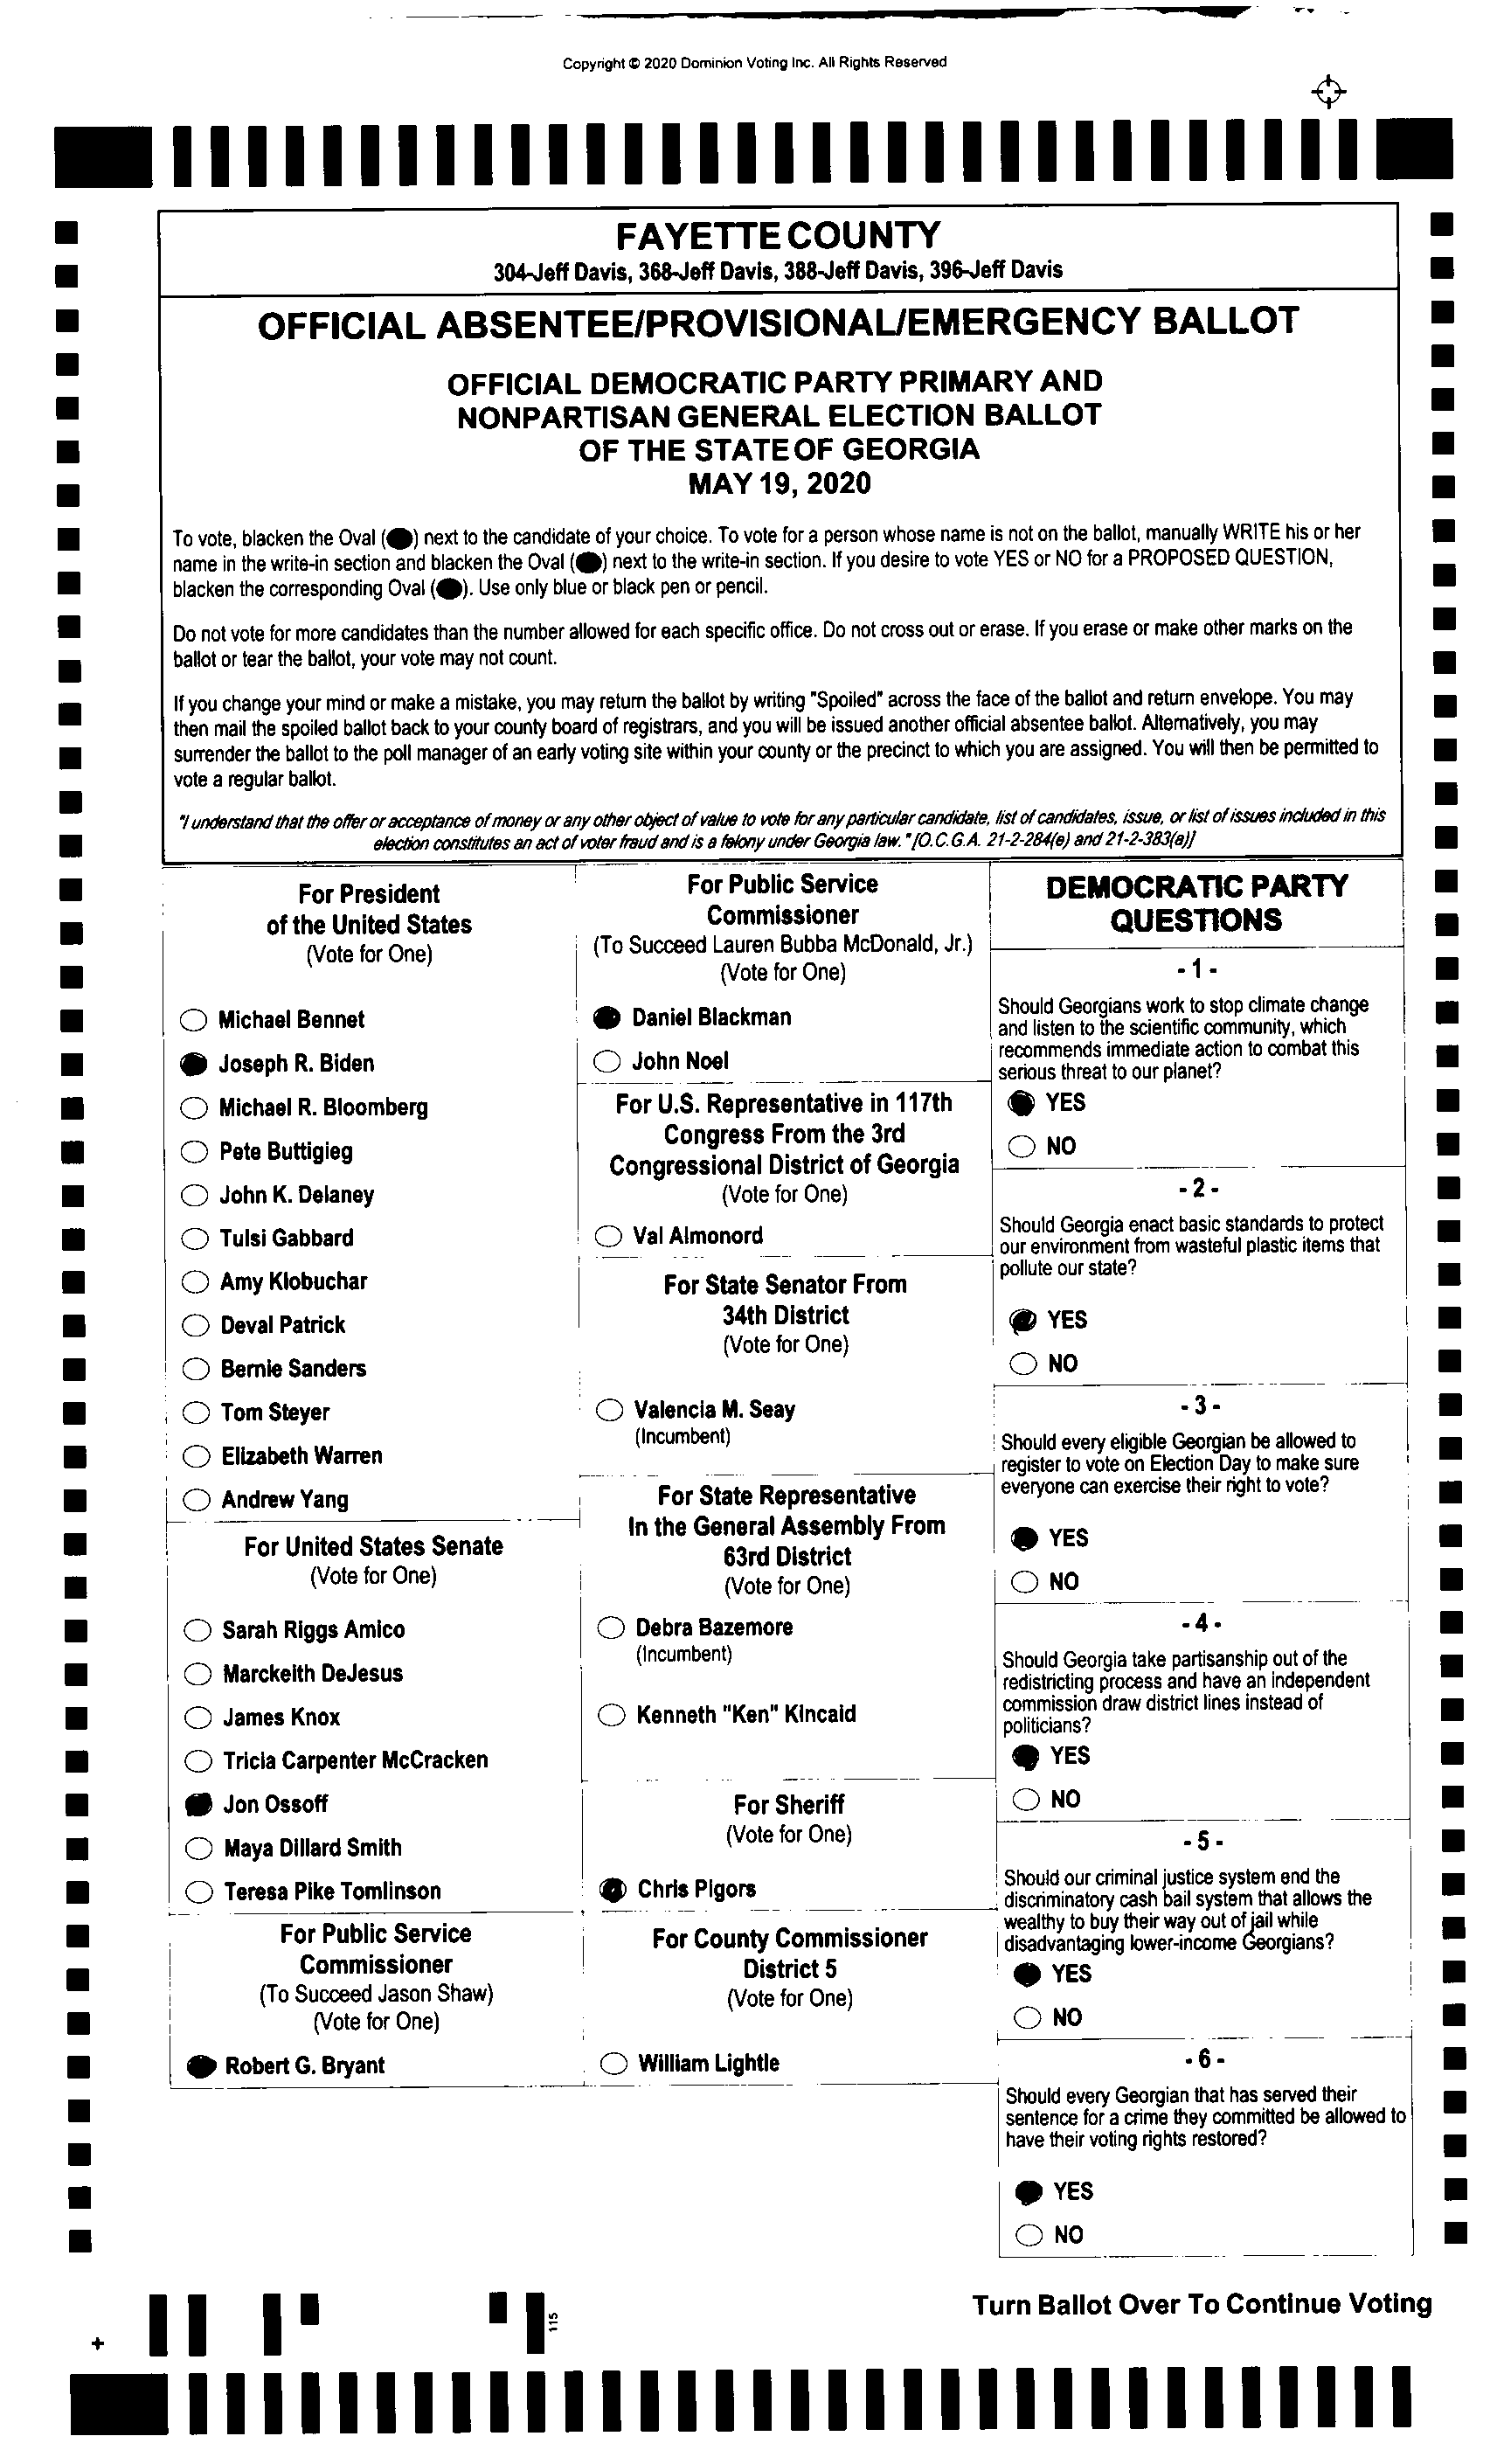 Copyright © 2020 Dominion Voting Inc. All Rights Reserved
FAYETTE COUNTY
304-Jeff Davis, 368-Jeff Davis, 388-Jeff Davis, 396-Jeff Davis
OFFICIAL ABSENTEE/PROVISIONAL/EMERGENCY BALLOT
OFFICIAL DEMOCRATIC PARTY PRIMARY AND
NONPARTISAN GENERAL ELECTION BALLOT
OF THE STATE OF GEORGIA
MAY 19, 2020
To vote, blacken the Oval ( ) next to the candidate of your choice. To vote for a person whose name is not on the ballot, manually WRITE his or her
name in the write-in section and blacken the Oval ( ) next to the write-in section. If you desire to vote YES or NO for a PROPOSED QUESTION,
blacken the corresponding Oval ( ). Use only blue or black pen or pencil.
Do not vote for more candidates than the number allowed for each specific office. Do not cross out or erase. If you erase or make other marks on the
ballot or tear the ballot, your vote may not count.
If you change your mind or make a mistake, you may return the ballot by writing "Spoiled" across the face of the ballot and return envelope. You may
then mail the spoiled ballot back to your county board of registrars, and you will be issued another official absentee ballot. Alternatively, you may
surrender the ballot to the poll manager of an early voting site within your county or the precinct to which you are assigned. You will then be permitted to
vote a regular ballot.
"I understand that the offer or acceptance of money or any other object of value to vote for any particular candidate, list of candidates, issue, or list of issues included in this
election constitutes an act of voter fraud and is a felony under Georgia law." [O.C.G.A. 21-2-284(e) and 21-2-383(a)]
For President
of the United States
(Vote for One)
Michael Bennet
Joseph R. Biden
Michael R. Bloomberg
Pete Buttigieg
John K. Delaney
Tulsi Gabbard
Amy Klobuchar
Deval Patrick
Bernie Sanders
Tom Steyer
Elizabeth Warren
Andrew Yang
For United States Senate
(Vote for One)
Sarah Riggs Amico
Marckeith DeJesus
James Knox
Tricia Carpenter McCracken
Jon Ossoff
Maya Dillard Smith
Teresa Pike Tomlinson
For Public Service
Commissioner
(To Succeed Jason Shaw)
(Vote for One)
Robert G. Bryant
For Public Service
Commissioner
(To Succeed Lauren Bubba McDonald, Jr.)
(Vote for One)
Daniel Blackman
John Noel
For U.S. Representative in 117th
Congress From the 3rd
Congressional District of Georgia
(Vote for One)
Val Almonord
For State Senator From
34th District
(Vote for One)
Valencia M. Seay
(Incumbent)
For State Representative
In the General Assembly From
63rd District
(Vote for One)
Debra Bazemore
(Incumbent)
Kenneth "Ken" Kincaid
For Sheriff
(Vote for One)
Chris Pigors
For County Commissioner
District 5
(Vote for One)
William Lightle
DEMOCRATIC PARTY
QUESTIONS
- 1 -
Should Georgians work to stop climate change
and listen to the scientific community, which
recommends immediate action to combat this
serious threat to our planet?
YES
NO
- 2 -
Should Georgia enact basic standards to protect
our environment from wasteful plastic items that
pollute our state?
YES
NO
- 3 -
Should every eligible Georgian be allowed to
register to vote on Election Day to make sure
everyone can exercise their right to vote?
YES
NO
- 4 -
Should Georgia take partisanship out of the
redistricting process and have an independent
commission draw district lines instead of
politicians?
YES
NO
- 5 -
Should our criminal justice system end the
discriminatory cash bail system that allows the
wealthy to buy their way out of jail while
disadvantaging lower-income Georgians?
YES
NO
- 6 -
Should every Georgian that has served their
sentence for a crime they committed be allowed to
have their voting rights restored?
YES
NO
Turn Ballot Over To Continue Voting
115